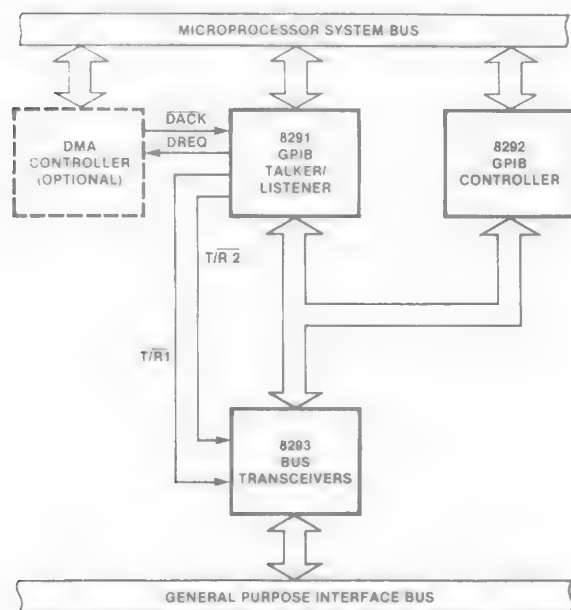 MICROPROCESSOR SYSTEM BUS
DMA
CONTROLLER
(OPTIONAL)
DACK
DREQ
8291
GPIB
TALKER/
LISTENER
8292
GPIB
CONTROLLER
T/R 2
T/R1
8293
BUS
TRANSCEIVERS
GENERAL PURPOSE INTERFACE BUS